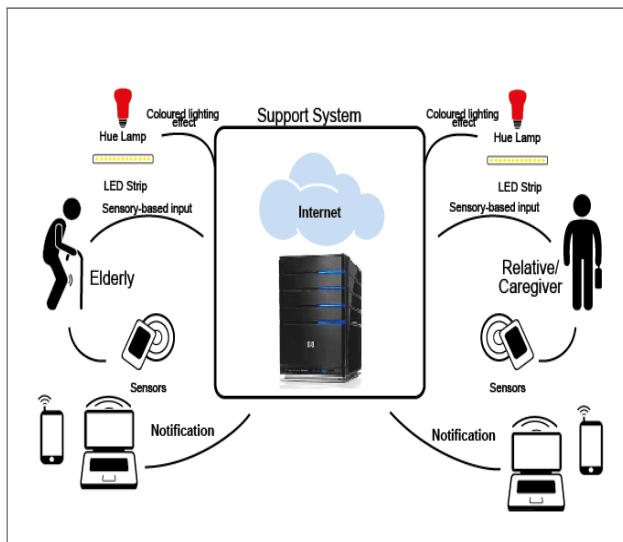 Support System
Coloured lighting
effect
Hue Lamp
LED Strip
Sensory-based input
Elderly
Sensors
Notification
Internet
Coloured lighting
effect
Hue Lamp
LED Strip
Sensory-based input
Relative/
Caregiver
Sensors
Notification